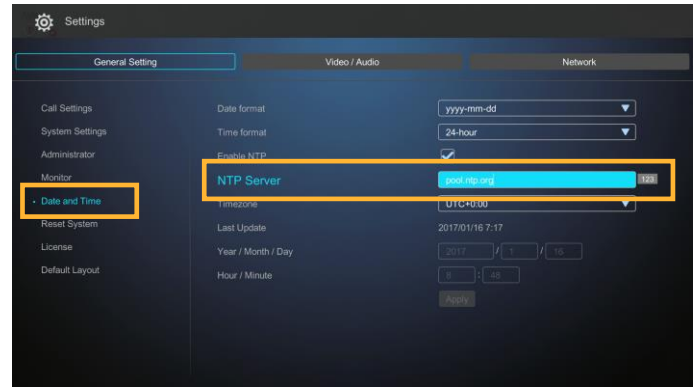 Settings
General Setting
Video / Audio
Network
Call Settings
System Settings
Administrator
Monitor
• Date and Time
Reset System
License
Default Layout
Date format yyyy-mm-dd
Time format 24-hour
Enable NTP
NTP Server pool.ntp.org 123
Timezone UTC+0:00
Last Update 2017/01/16 7:17
Year / Month / Day 2017 / 1 / 16
Hour / Minute 8 : 48
Apply